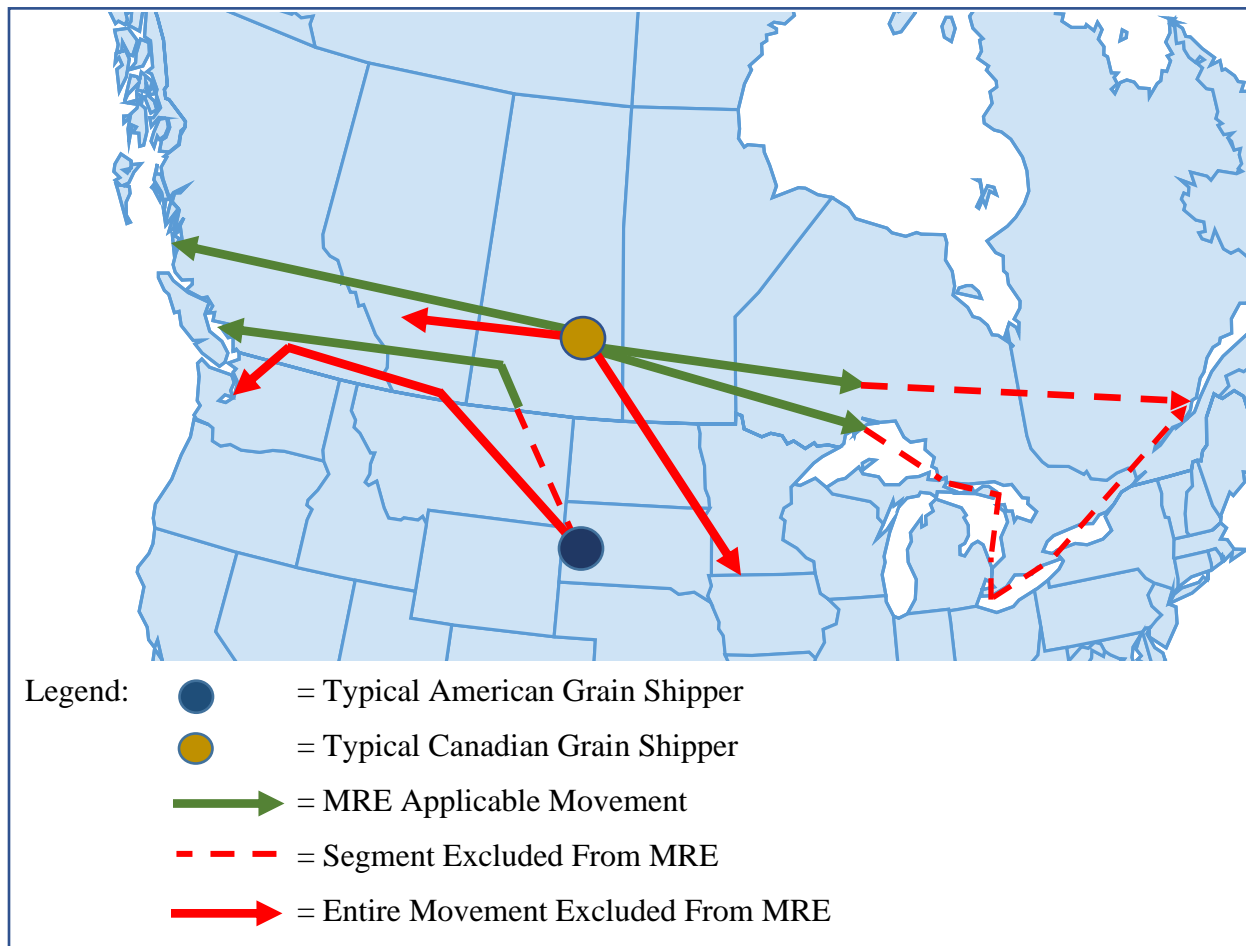 Legend:
= Typical American Grain Shipper
= Typical Canadian Grain Shipper
= MRE Applicable Movement
= Segment Excluded From MRE
= Entire Movement Excluded From MRE